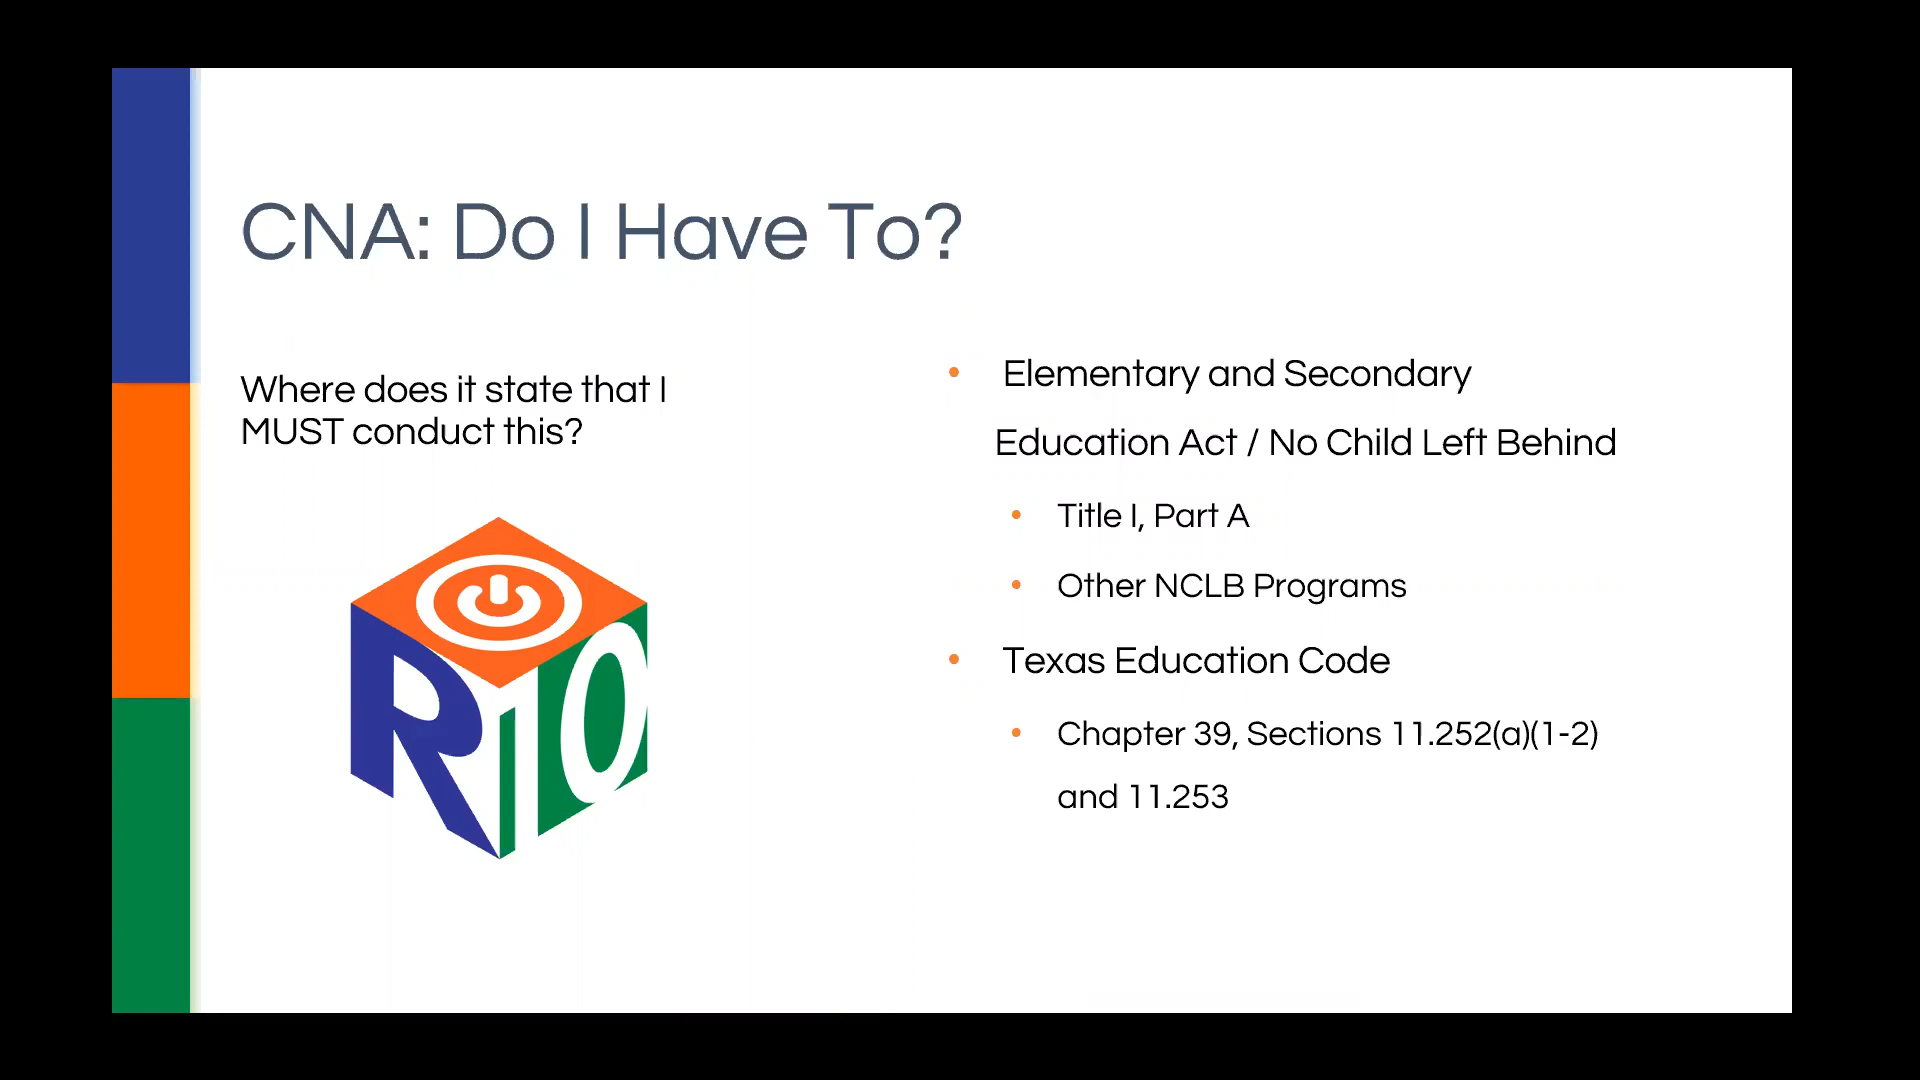 CNA: Do I Have To?
Where does it state that I
MUST conduct this?
R10
• Elementary and Secondary
Education Act / No Child Left Behind
• Title I, Part A
• Other NCLB Programs
• Texas Education Code
• Chapter 39, Sections 11.252(a)(1-2)
and 11.253